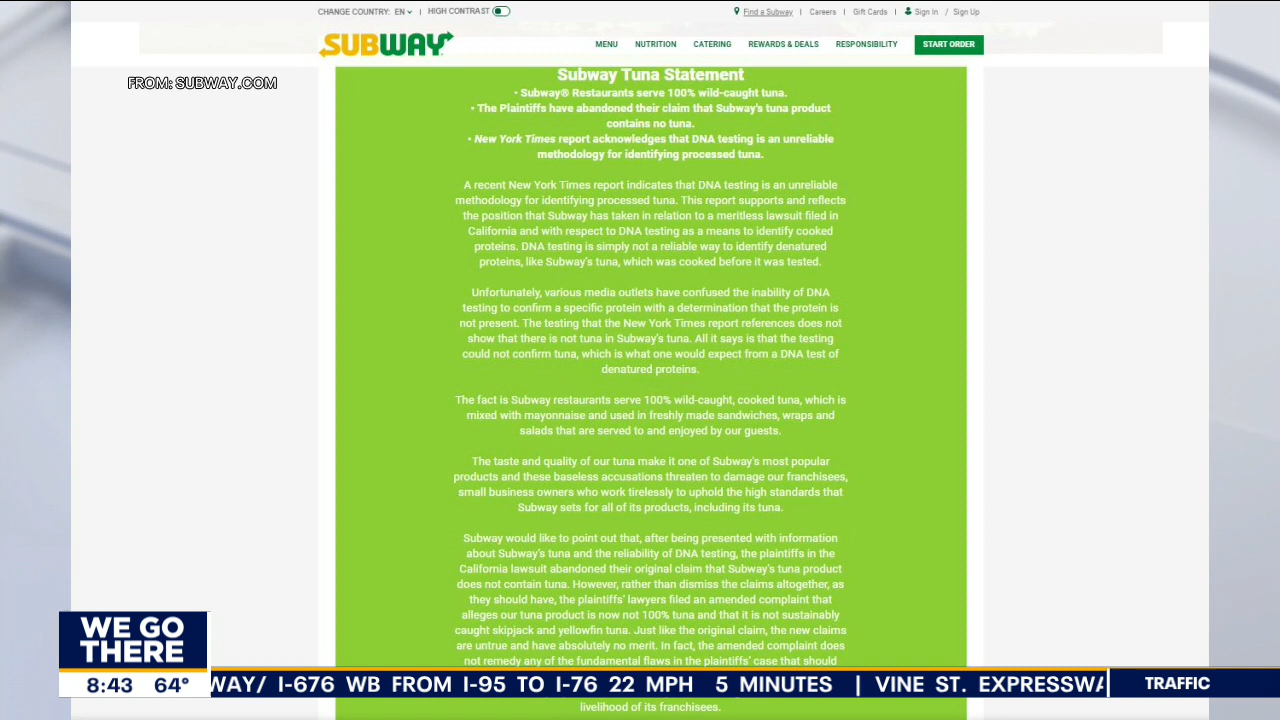 CHANGE COUNTRY: EN | HIGH CONTRAST
Find a Subway | Careers | Gift Cards | Sign In / Sign Up
SUBWAY
MENU NUTRITION CATERING REWARDS & DEALS RESPONSIBILITY START ORDER
FROM: SUBWAY.COM
Subway Tuna Statement
• Subway® Restaurants serve 100% wild-caught tuna.
• The Plaintiffs have abandoned their claim that Subway's tuna product
contains no tuna.
• New York Times report acknowledges that DNA testing is an unreliable
methodology for identifying processed tuna.
A recent New York Times report indicates that DNA testing is an unreliable
methodology for identifying processed tuna. This report supports and reflects
the position that Subway has taken in relation to a meritless lawsuit filed in
California and with respect to DNA testing as a means to identify cooked
proteins. DNA testing is simply not a reliable way to identify denatured
proteins, like Subway's tuna, which was cooked before it was tested.
Unfortunately, various media outlets have confused the inability of DNA
testing to confirm a specific protein with a determination that the protein is
not present. The testing that the New York Times report references does not
show that there is not tuna in Subway's tuna. All it says is that the testing
could not confirm tuna, which is what one would expect from a DNA test of
denatured proteins.
The fact is Subway restaurants serve 100% wild-caught, cooked tuna, which is
mixed with mayonnaise and used in freshly made sandwiches, wraps and
salads that are served to and enjoyed by our guests.
The taste and quality of our tuna make it one of Subway's most popular
products and these baseless accusations threaten to damage our franchisees,
small business owners who work tirelessly to uphold the high standards that
Subway sets for all of its products, including its tuna.
Subway would like to point out that, after being presented with information
about Subway's tuna and the reliability of DNA testing, the plaintiffs in the
California lawsuit abandoned their original claim that Subway's tuna product
does not contain tuna. However, rather than dismiss the claims altogether, as
they should have, the plaintiffs' lawyers filed an amended complaint that
alleges our tuna product is now not 100% tuna and that it is not sustainably
caught skipjack and yellowfin tuna. Just like the original claim, the new claims
are untrue and have absolutely no merit. In fact, the amended complaint does
not remedy any of the fundamental flaws in the plaintiffs' case that should
livelihood of its franchisees.
WE GO
THERE
8:43 64°
WAY/ I-676 WB FROM I-95 TO I-76 22 MPH 5 MINUTES | VINE ST. EXPRESSWA
TRAFFIC